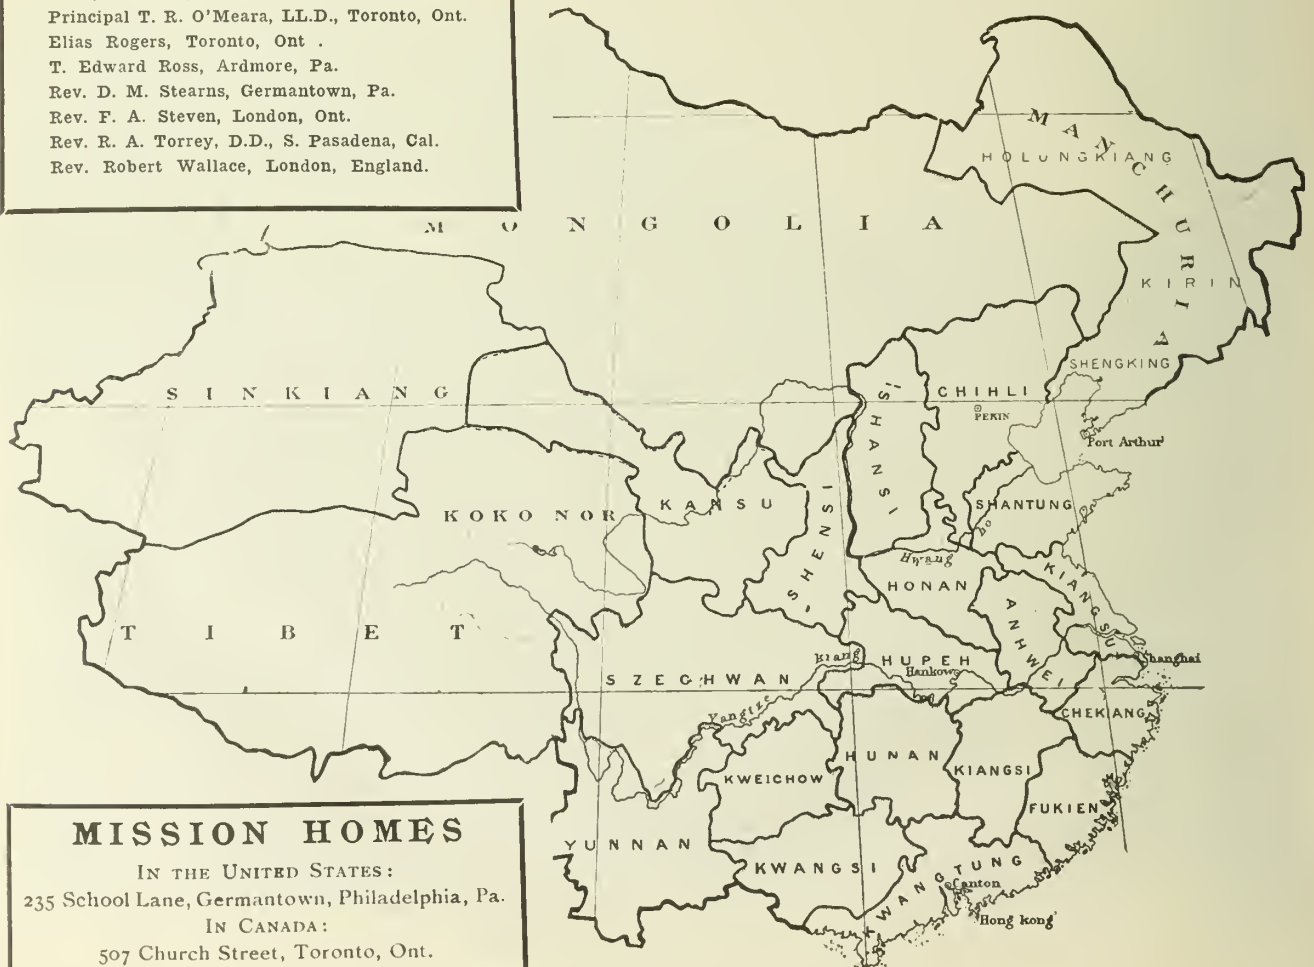 Principal T. R. O'Meara, LL.D., Toronto, Ont.
Elias Rogers, Toronto, Ont .
T. Edward Ross, Ardmore, Pa.
Rev. D. M. Stearns, Germantown, Pa.
Rev. F. A. Steven, London, Ont.
Rev. R. A. Torrey, D.D., S. Pasadena, Cal.
Rev. Robert Wallace, London, England.
MANCHURIA
HOLUNGKIANG
MONGOLIA
KIRIN
SHENGKING
SINKIANG
CHIHLI
PEKIN
Port Arthur
SHANSI
KANSU
KOKO NOR
SHANTUNG
SHENSI
Hwang ho
HONAN
KIANGSU
ANHWEI
TIBET
Kiang
HUPEH
Hankow
Shanghai
SZECHWAN
Yangtze
CHEKIANG
HUNAN
KIANGSI
KWEICHOW
FUKIEN
YUNNAN
KWANGSI
KWANGTUNG
Canton
Hong kong
MISSION HOMES
IN THE UNITED STATES:
235 School Lane, Germantown, Philadelphia, Pa.
IN CANADA:
507 Church Street, Toronto, Ont.